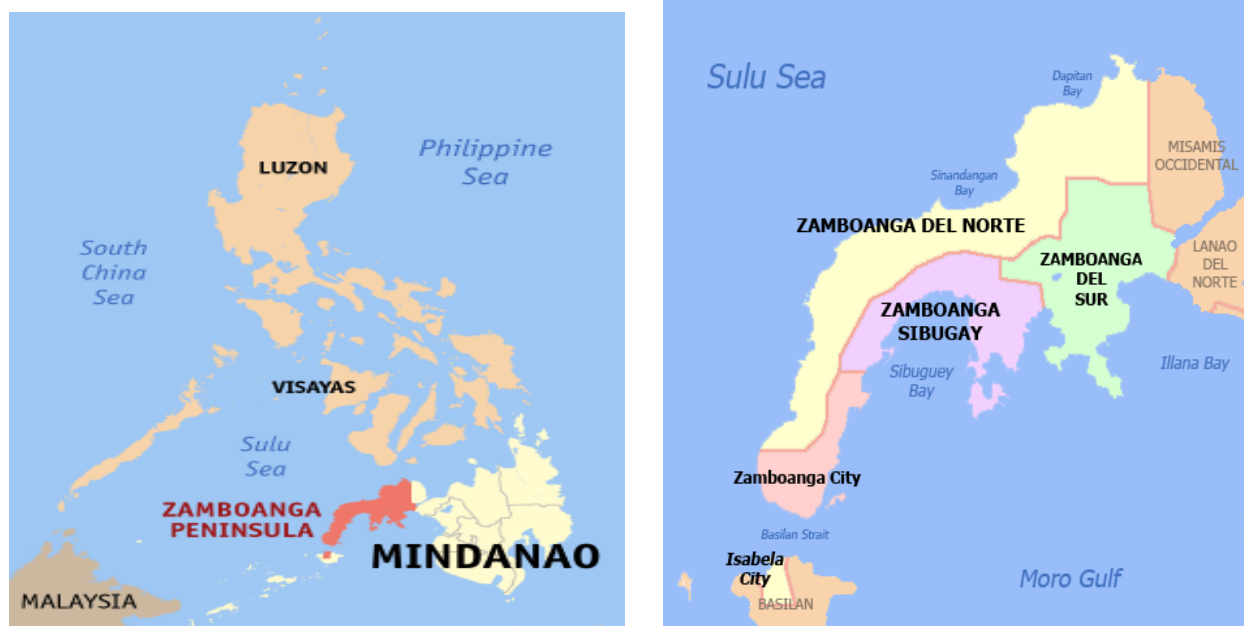 LUZON
Philippine
Sea
South
China
Sea
VISAYAS
Sulu
Sea
ZAMBOANGA
PENINSULA
MINDANAO
MALAYSIA
Sulu Sea
Dapitan
Bay
MISAMIS
OCCIDENTAL
Sinandangan
Bay
ZAMBOANGA DEL NORTE
LANAO
DEL
NORTE
ZAMBOANGA
DEL
SUR
ZAMBOANGA
SIBUGAY
Sibuguey
Bay
Illana Bay
Zamboanga City
Basilan Strait
Isabela
City
BASILAN
Moro Gulf